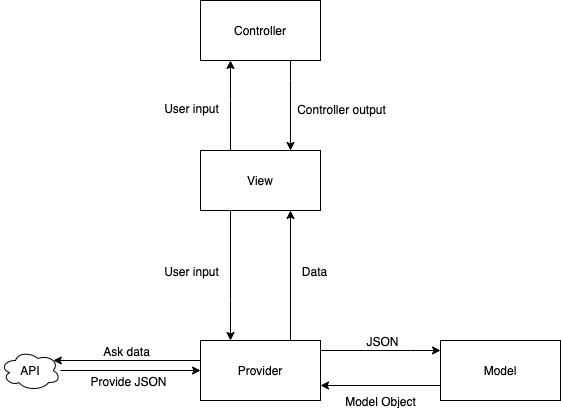 Controller
User input
Controller output
View
User input
Data
Ask data
JSON
API
Provide JSON
Provider
Model
Model Object